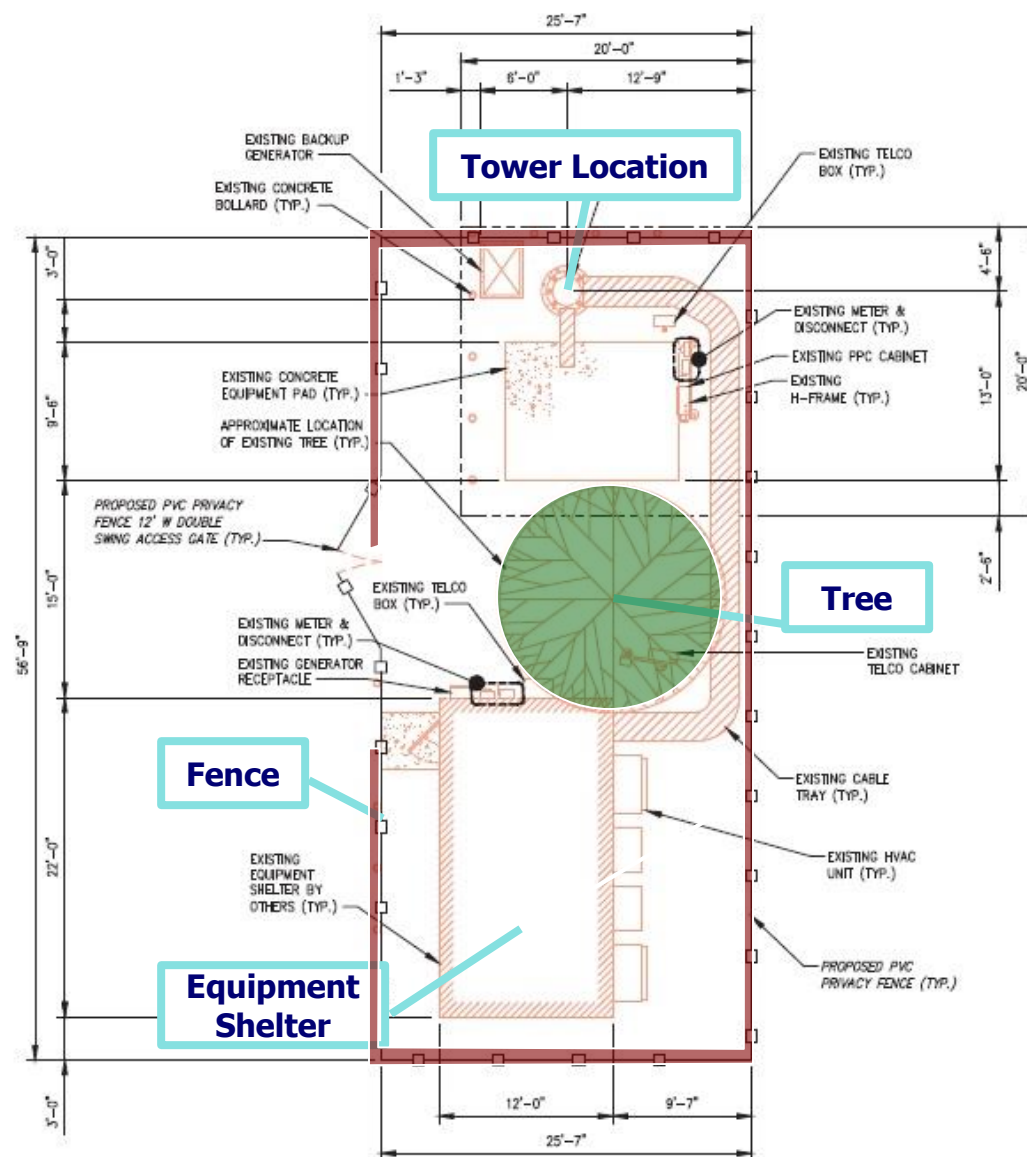 25'-7"
20'-0"
1'-3"
6'-0"
12'-9"
EXISTING BACKUP
GENERATOR
Tower Location
EXISTING TELCO
BOX (TYP.)
EXISTING CONCRETE
BOLLARD (TYP.)
3'-0"
4'-6"
EXISTING METER &
DISCONNECT (TYP.)
EXISTING PPC CABINET
EXISTING
H-FRAME (TYP.)
EXISTING CONCRETE
EQUIPMENT PAD (TYP.)
9'-6"
13'-0"
20'-0"
APPROXIMATE LOCATION
OF EXISTING TREE (TYP.)
PROPOSED PVC PRIVACY
FENCE 12' W DOUBLE
SWING ACCESS GATE (TYP.)
2'-6"
15'-0"
EXISTING TELCO
BOX (TYP.)
Tree
EXISTING METER &
DISCONNECT (TYP.)
EXISTING GENERATOR
RECEPTACLE
EXISTING
TELCO CABINET
56'-9"
Fence
EXISTING CABLE
TRAY (TYP.)
22'-0"
EXISTING
EQUIPMENT
SHELTER BY
OTHERS (TYP.)
EXISTING HVAC
UNIT (TYP.)
Equipment
Shelter
PROPOSED PVC
PRIVACY FENCE (TYP.)
3'-0"
12'-0"
9'-7"
25'-7"